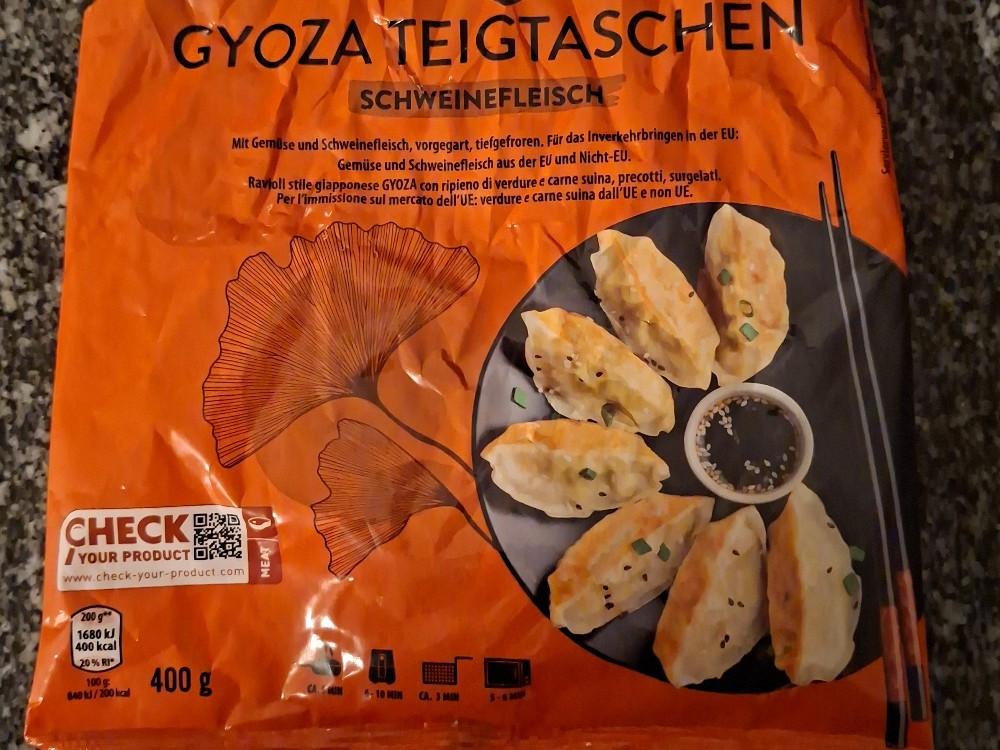 GYOZA TEIGTASCHEN
SCHWEINEFLEISCH
Mit Gemüse und Schweinefleisch, vorgegart, tiefgefroren. Für das Inverkehrbringen in der EU:
Gemüse und Schweinefleisch aus der EU und Nicht-EU.
Ravioli stile giapponese GYOZA con ripieno di verdure e carne suina, precotti, surgelati.
Per l'immissione sul mercato dell'UE: verdure e carne suina dall'UE e non UE.
CHECK
YOUR PRODUCT
www.check-your-product.com
MEAT
200 g**
1680 kJ
400 kcal
20 % RI*
100 g:
840 kJ / 200 kcal
400 g
CA. MIN
10 MIN
CA. 3 MIN
5 - 6 MIN